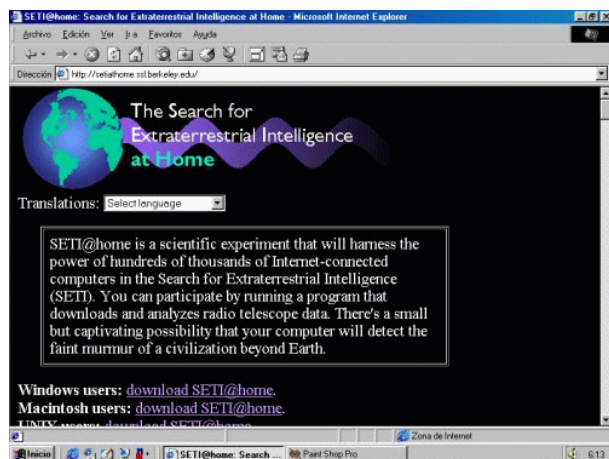 SETI@home: Search for Extraterrestrial Intelligence at Home - Microsoft Internet Explorer
Archivo Edición Ver Ir a Favoritos Ayuda
Dirección http://setiathome.ssl.berkeley.edu/
The Search for
Extraterrestrial Intelligence
at Home
Translations: Select language
SETI@home is a scientific experiment that will harness the
power of hundreds of thousands of Internet-connected
computers in the Search for Extraterrestrial Intelligence
(SETI). You can participate by running a program that
downloads and analyzes radio telescope data. There's a small
but captivating possibility that your computer will detect the
faint murmur of a civilization beyond Earth.
Windows users: download SETI@home.
Macintosh users: download SETI@home.
UNIX users: download SETI@home
Zona de Internet
Inicio SETI@home: Search ... Paint Shop Pro 6:13